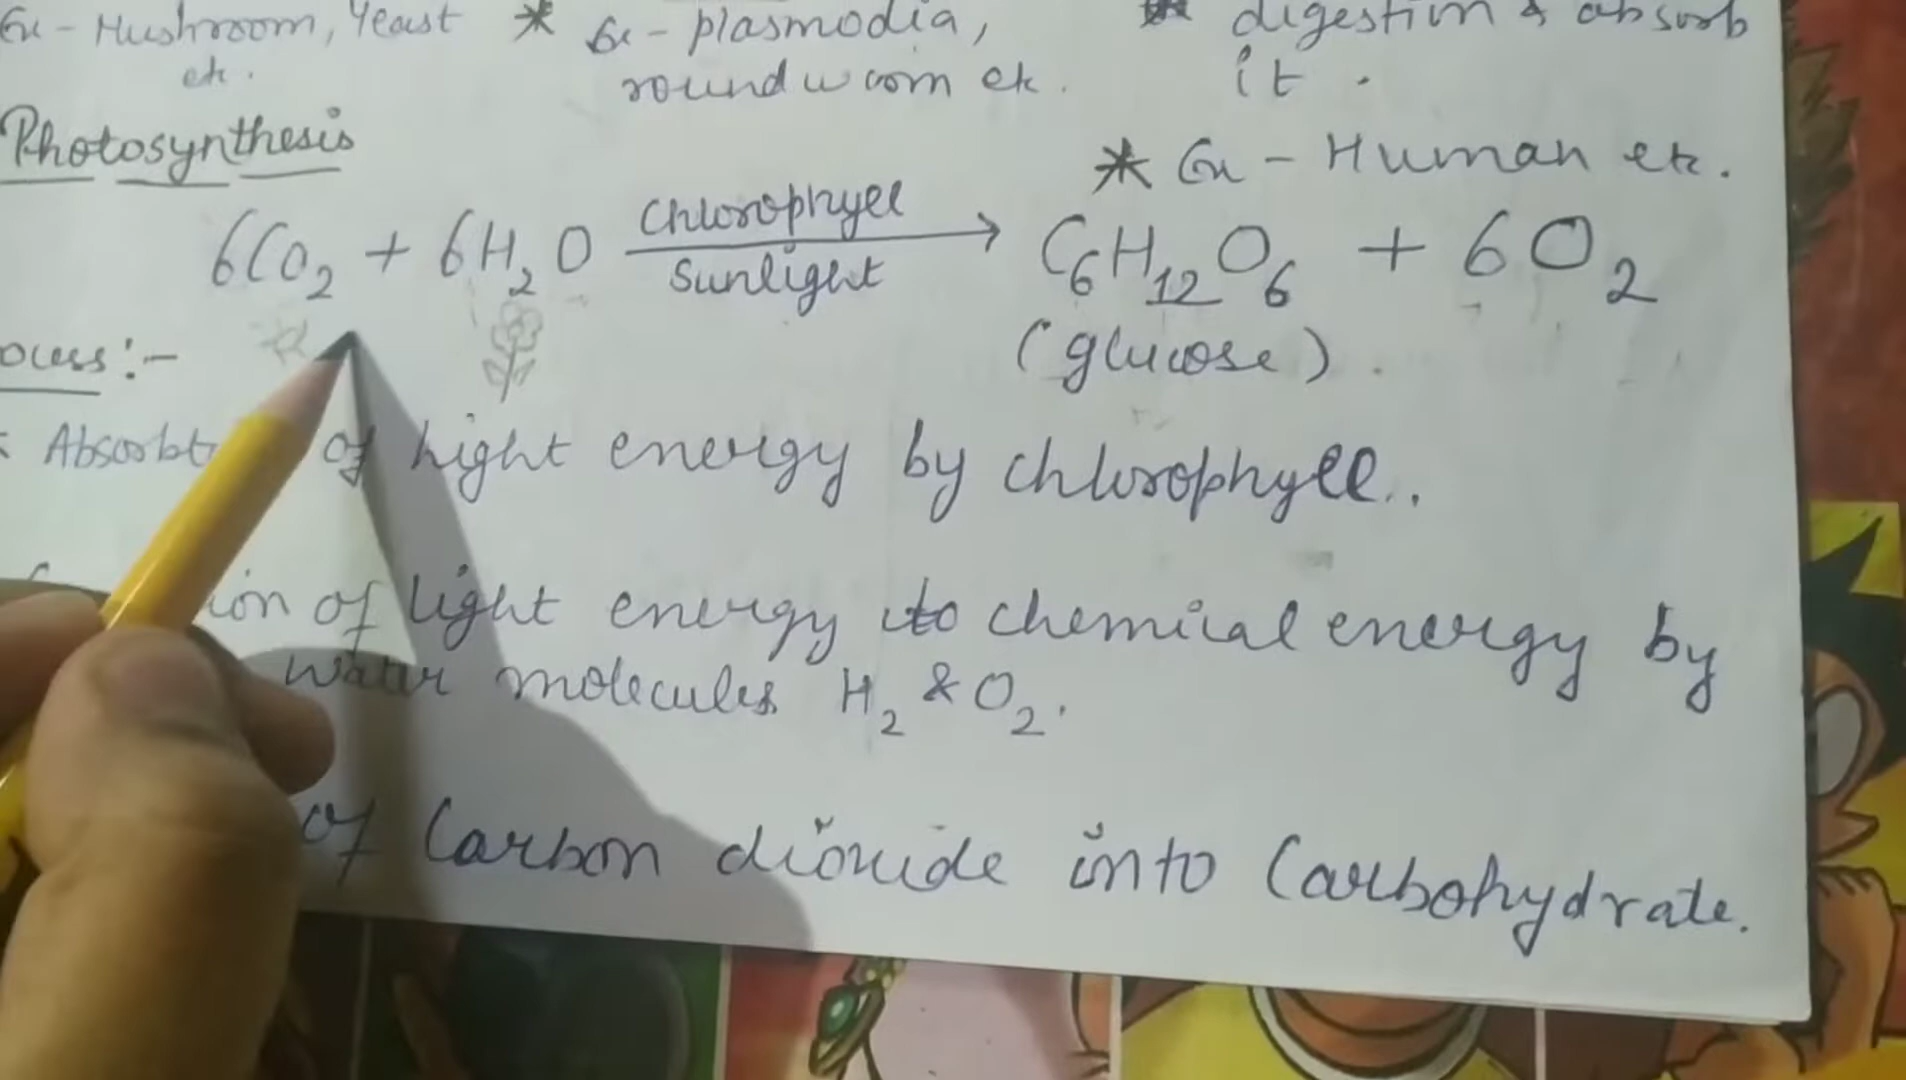 Ex - Mushroom, Yeast etc.
* Ex - plasmodia, roundworm etc.
digestion & absorb it.
* Ex - Human etc.
Photosynthesis
6CO₂ + 6H₂O Chlorophyll Sunlight → C₆H₁₂O₆ + 6O₂
(glucose).
ocess :-
of light energy by chlorophyll..
ion of light energy to chemical energy by
water molecules H₂ & O₂.
of Carbon dioxide into Carbohydrate.